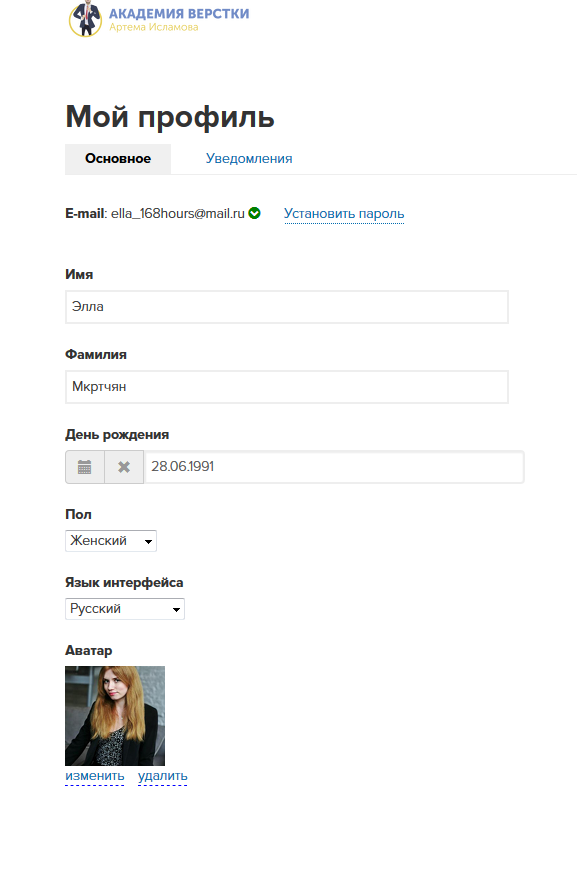 АКАДЕМИЯ ВЕРСТКИ
Артема Исламова
Мой профиль
Основное Уведомления
E-mail: ella_168hours@mail.ru Установить пароль
Имя
Элла
Фамилия
Мкртчян
День рождения
28.06.1991
Пол
Женский
Язык интерфейса
Русский
Аватар
изменить удалить